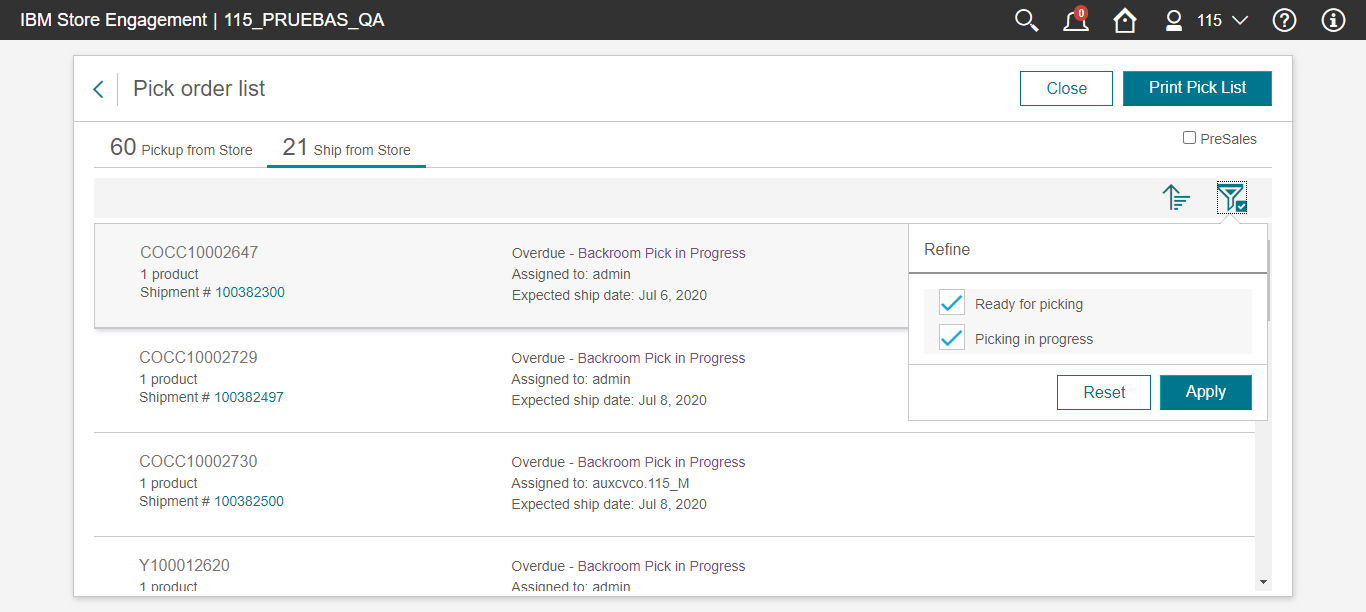 IBM Store Engagement | 115_PRUEBAS_QA
0
115
Pick order list
Close
Print Pick List
60 Pickup from Store
21 Ship from Store
PreSales
COCC10002647
1 product
Shipment # 100382300
Overdue - Backroom Pick in Progress
Assigned to: admin
Expected ship date: Jul 6, 2020
Refine
Ready for picking
Picking in progress
Reset
Apply
COCC10002729
1 product
Shipment # 100382497
Overdue - Backroom Pick in Progress
Assigned to: admin
Expected ship date: Jul 8, 2020
COCC10002730
1 product
Shipment # 100382500
Overdue - Backroom Pick in Progress
Assigned to: auxcvco.115_M
Expected ship date: Jul 8, 2020
Y100012620
1 product
Overdue - Backroom Pick in Progress
Assigned to: admin